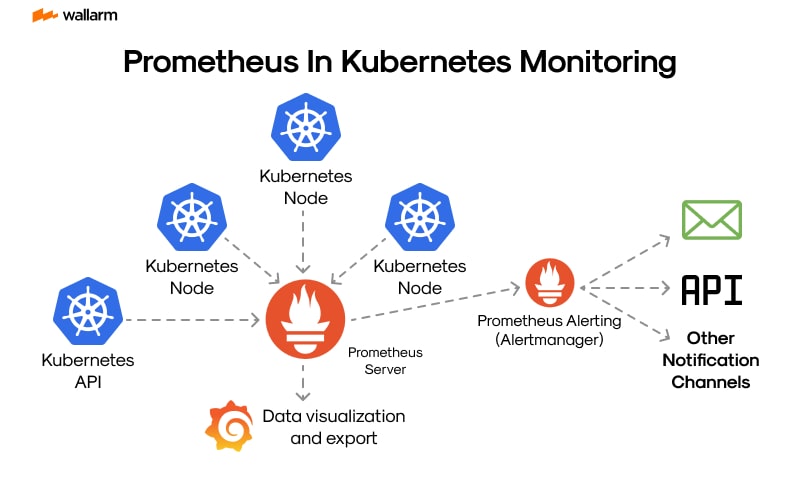 wallarm
Prometheus In Kubernetes Monitoring
Kubernetes
Node
Kubernetes
Node
Kubernetes
Node
Kubernetes
API
Prometheus
Server
Prometheus Alerting
(Alertmanager)
API
Other
Notification
Channels
Data visualization
and export